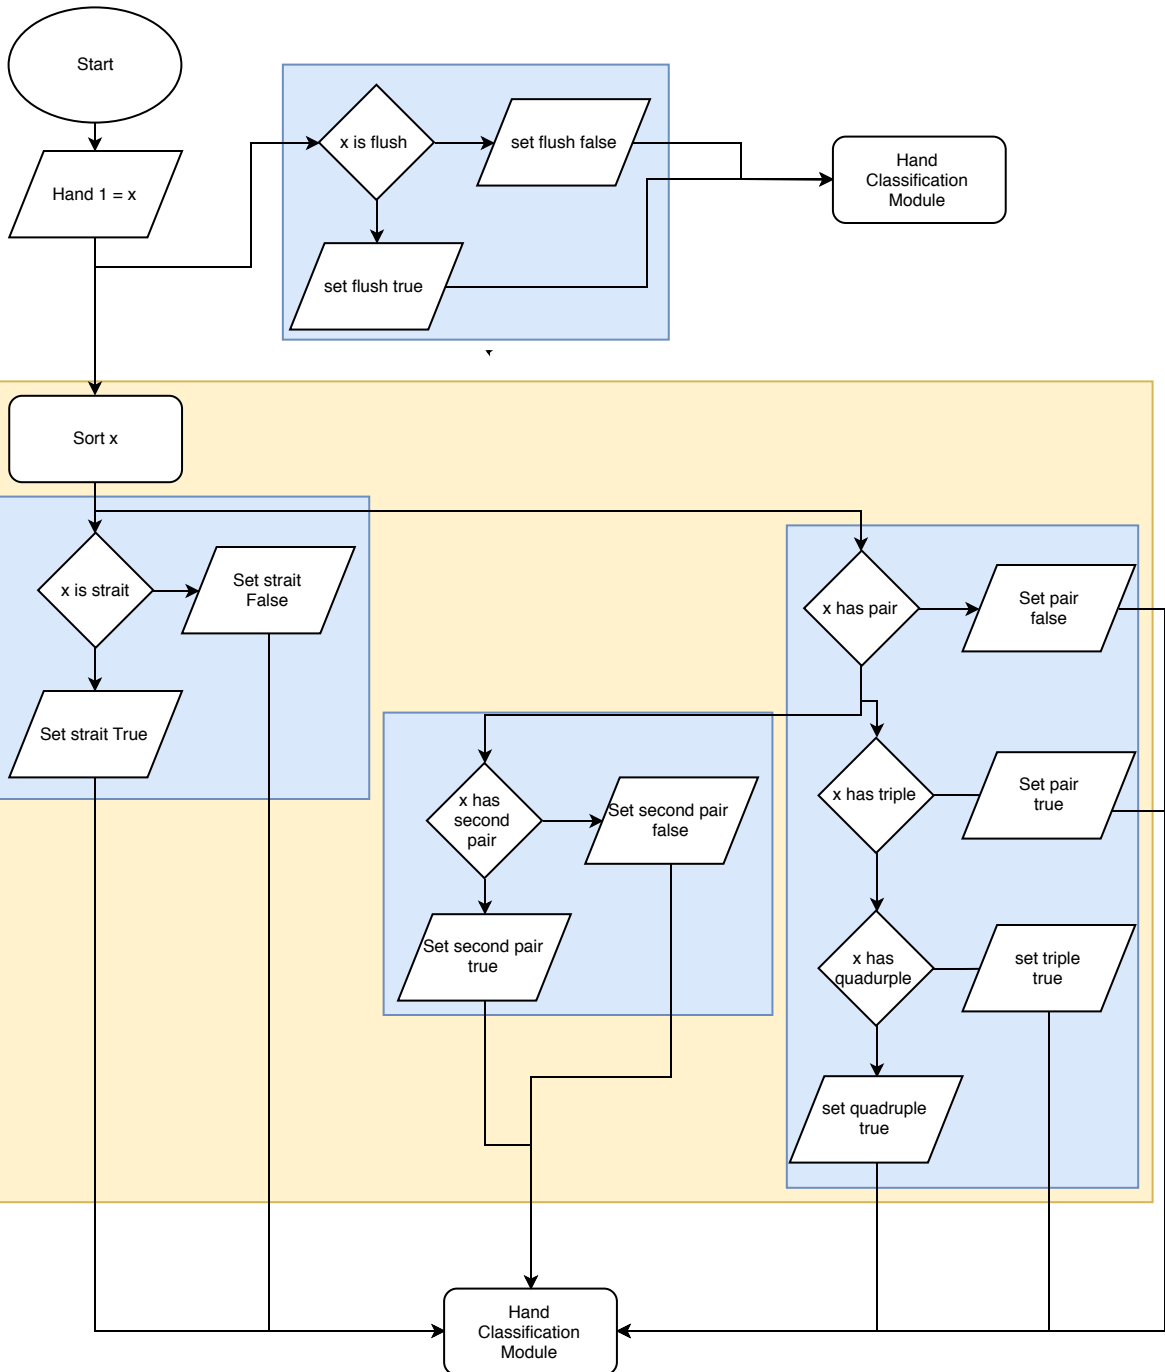 Start
x is flush
set flush false
Hand
Classification
Module
Hand 1 = x
set flush true
Sort x
x is strait
Set strait
False
x has pair
Set pair
false
Set strait True
x has
second
pair
Set second pair
false
x has triple
Set pair
true
Set second pair
true
x has
quadurple
set triple
true
set quadruple
true
Hand
Classification
Module